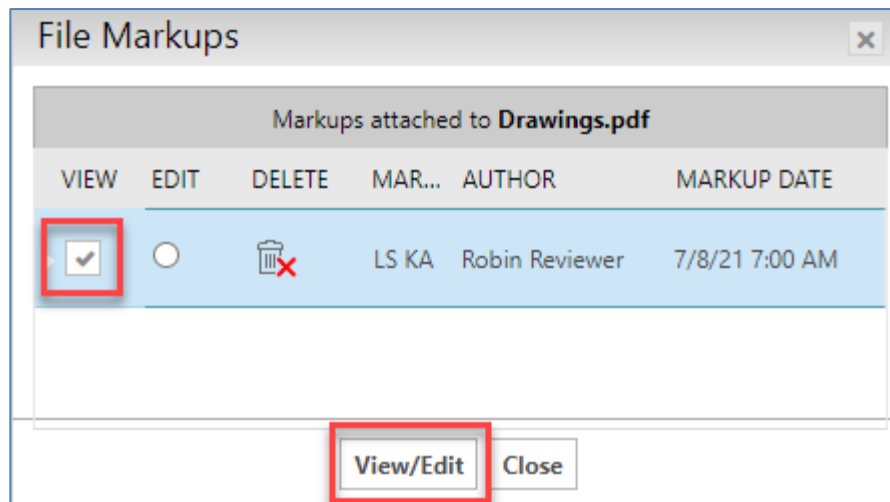 File Markups
Markups attached to Drawings.pdf
VIEW EDIT DELETE MAR... AUTHOR MARKUP DATE
LS KA Robin Reviewer 7/8/21 7:00 AM
View/Edit Close